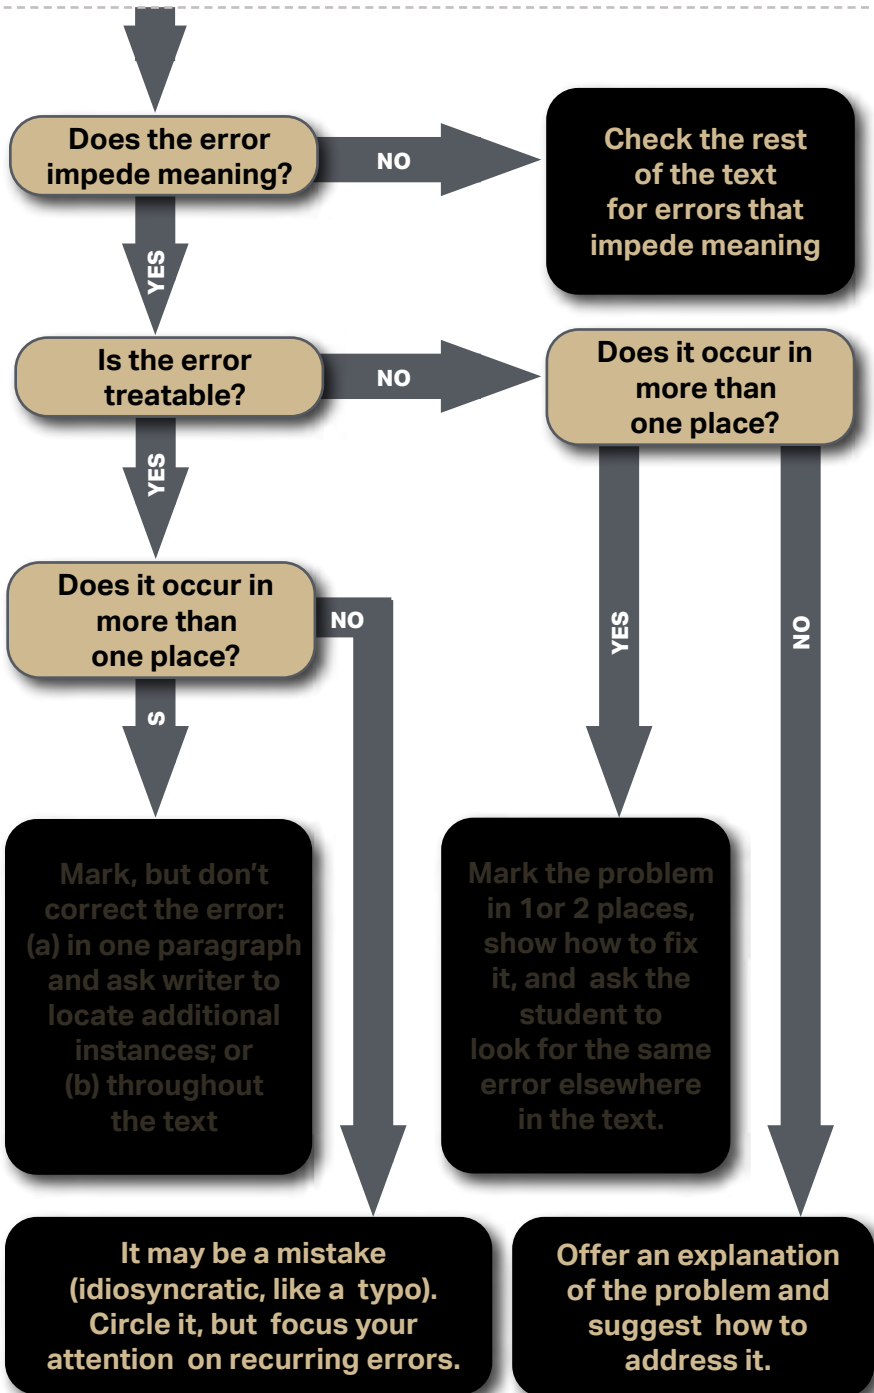 Does the error
impede meaning?
NO
Check the rest
of the text
for errors that
impede meaning
YES
Is the error
treatable?
NO
Does it occur in
more than
one place?
YES
Does it occur in
more than
one place?
NO
YES
NO
S
Mark, but don't
correct the error:
(a) in one paragraph
and ask writer to
locate additional
instances; or
(b) throughout
the text
Mark the problem
in 1or 2 places,
show how to fix
it, and ask the
student to
look for the same
error elsewhere
in the text.
It may be a mistake
(idiosyncratic, like a typo).
Circle it, but focus your
attention on recurring errors.
Offer an explanation
of the problem and
suggest how to
address it.